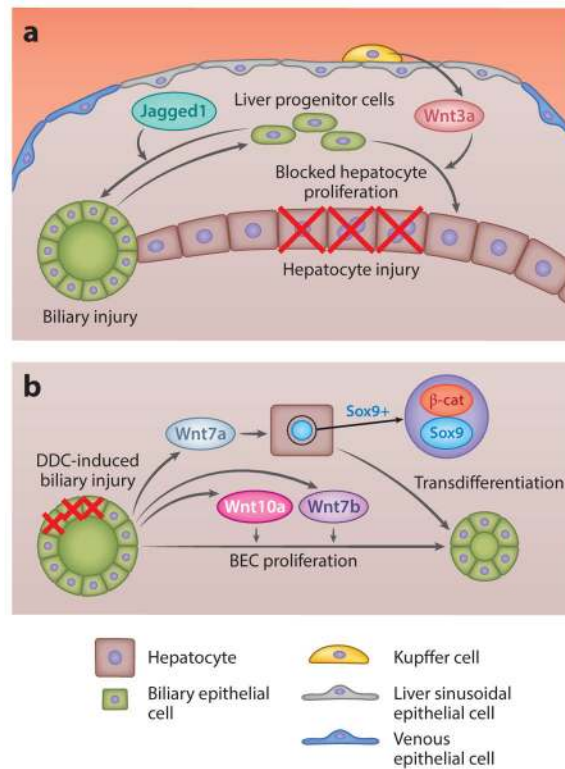 a
Jagged1
Liver progenitor cells
Wnt3a
Blocked hepatocyte
proliferation
Hepatocyte injury
Biliary injury
b
Wnt7a
Sox9+
β-cat
Sox9
DDC-induced
biliary injury
Wnt10a
Wnt7b
Transdifferentiation
BEC proliferation
Hepatocyte
Biliary epithelial
cell
Kupffer cell
Liver sinusoidal
epithelial cell
Venous
epithelial cell